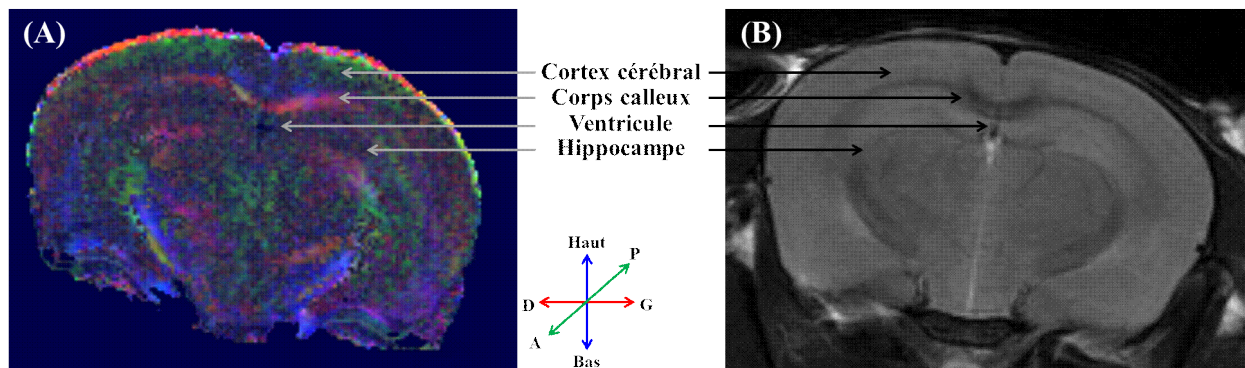 (A)
(B)
Cortex cérébral
Corps calleux
Ventricule
Hippocampe
Haut
P
D
G
A
Bas